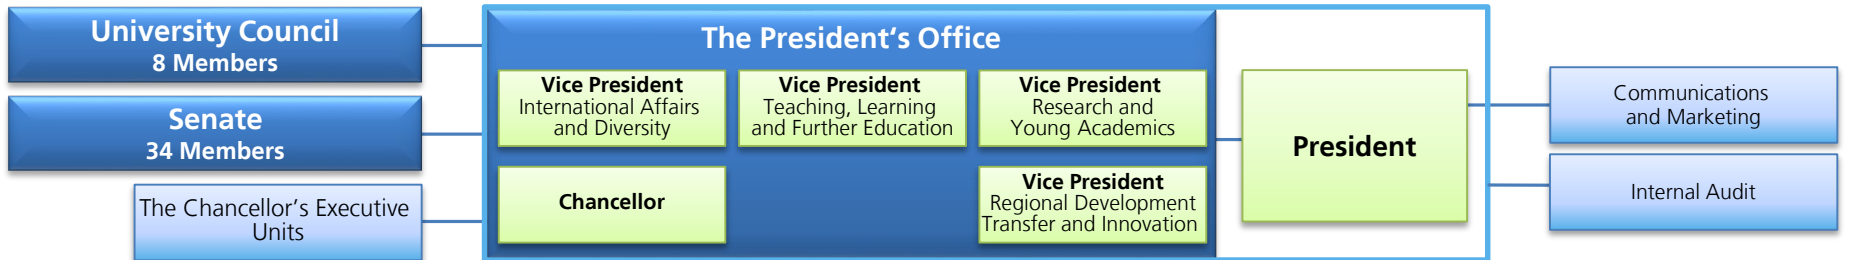 University Council
8 Members
Senate
34 Members
The Chancellor's Executive
Units
The President‘s Office
Vice President
International Affairs
and Diversity
Vice President
Teaching, Learning
and Further Education
Vice President
Research and
Young Academics
Chancellor
Vice President
Regional Development
Transfer and Innovation
President
Communications
and Marketing
Internal Audit